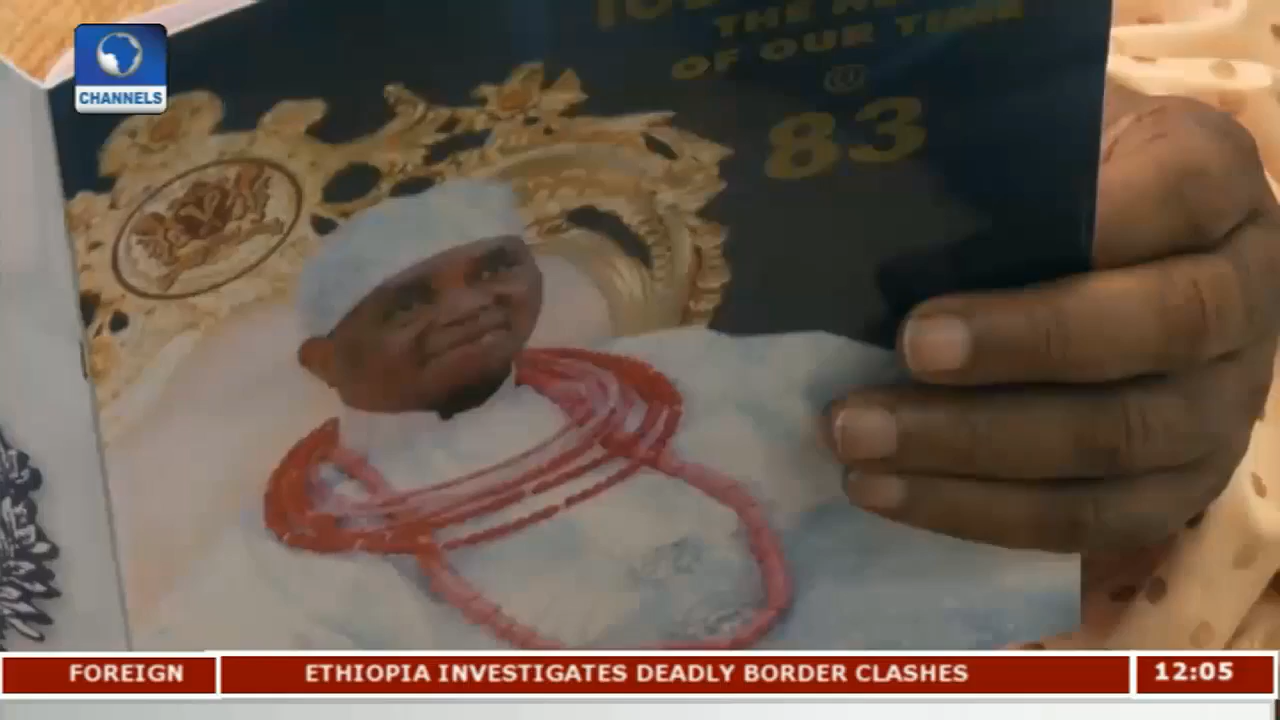 CHANNELS
OF OUR TIME
@
83
FOREIGN
ETHIOPIA INVESTIGATES DEADLY BORDER CLASHES
12:05